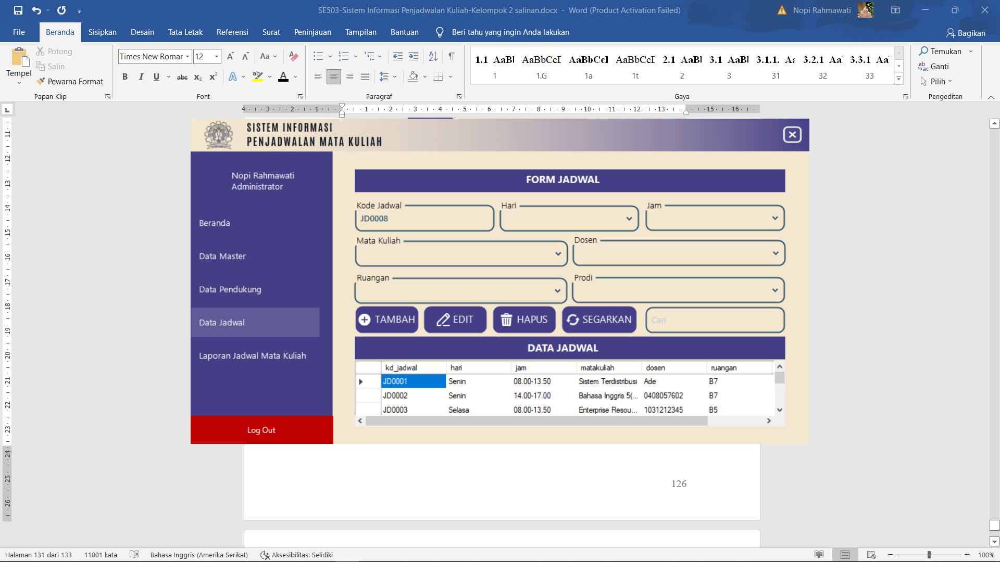 SE503-Sistem Informasi Penjadwalan Kuliah-Kelompok 2 salinan.docx - Word (Product Activation Failed)
Nopi Rahmawati
File Beranda Sisipkan Desain Tata Letak Referensi Surat Peninjauan Tampilan Bantuan Beri tahu yang ingin Anda lakukan Bagikan
Tempel
Potong
Salin
Pewarna Format
Papan Klip
Times New Romar 12
Font
Paragraf
1.1 AaBl AaBbCcI AaBbCcI AaBbCcI 2.1 AaBl 3.1 AaBl 3.1.1. Aa 3.2.1 Aa 3.3.1 Aa
1 1.G 1a 1t 2 3 31 32 33
Gaya
Temukan
Ganti
Pilih
Pengeditan
4 3 2 1 1 2 3 4 5 6 7 8 9 10 11 12 13 15 16
11 12 13 14 15 16 17 18 19 20 21 22 23 24 25 26
SISTEM INFORMASI
PENJADWALAN MATA KULIAH
Nopi Rahmawati
Administrator
Beranda
Data Master
Data Pendukung
Data Jadwal
Laporan Jadwal Mata Kuliah
Log Out
FORM JADWAL
Kode Jadwal Hari Jam
JD0008
Mata Kuliah Dosen
Ruangan Prodi
TAMBAH EDIT HAPUS SEGARKAN Cari
DATA JADWAL
kd_jadwal hari jam matakuliah dosen ruangan
JD0001 Senin 08.00-13.50 Sistem Terdistribusi Ade B7
JD0002 Senin 14.00-17.00 Bahasa Inggris 5(... 0408057602 B7
JD0003 Selasa 08.00-13.50 Enterprise Resou... 1031212345 B5
126
Halaman 131 dari 133 11001 kata Bahasa Inggris (Amerika Serikat) Aksesibilitas: Selidiki 100%